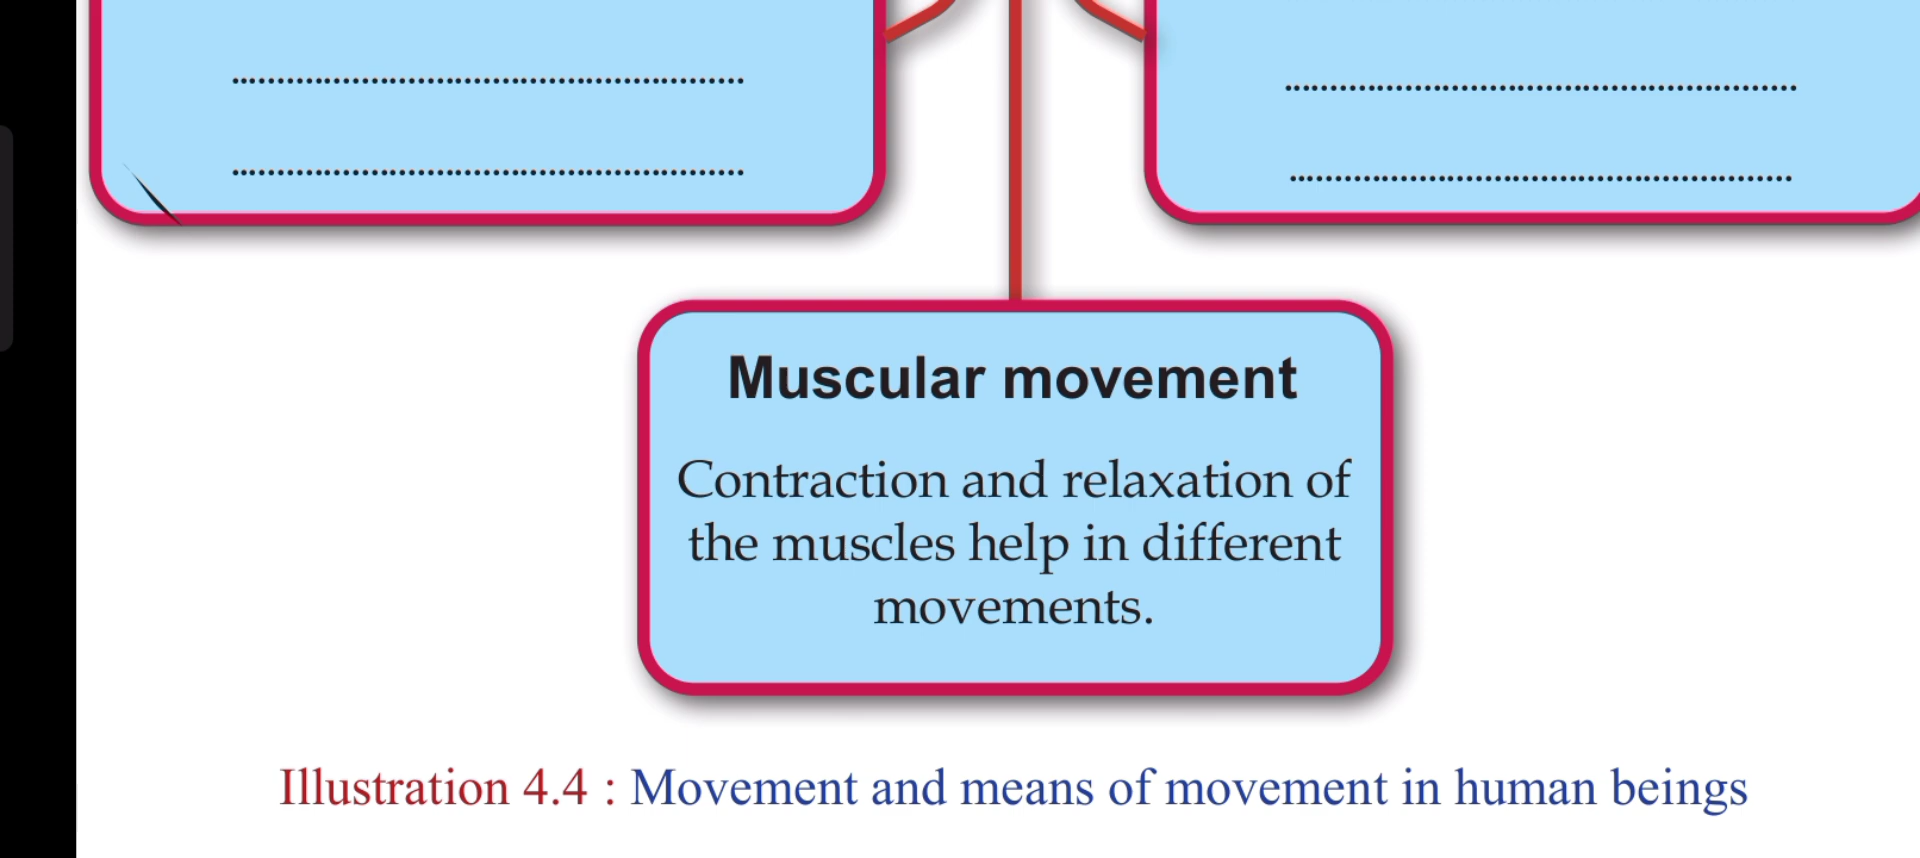 Muscular movement
Contraction and relaxation of
the muscles help in different
movements.
Illustration 4.4 : Movement and means of movement in human beings